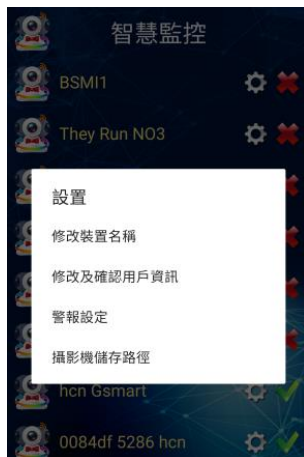 智慧監控
BSMI1
They Run NO3
設置
修改裝置名稱
修改及確認用戶資訊
警報設定
攝影機儲存路徑
hcn Gsmart
0084df 5286 hcn